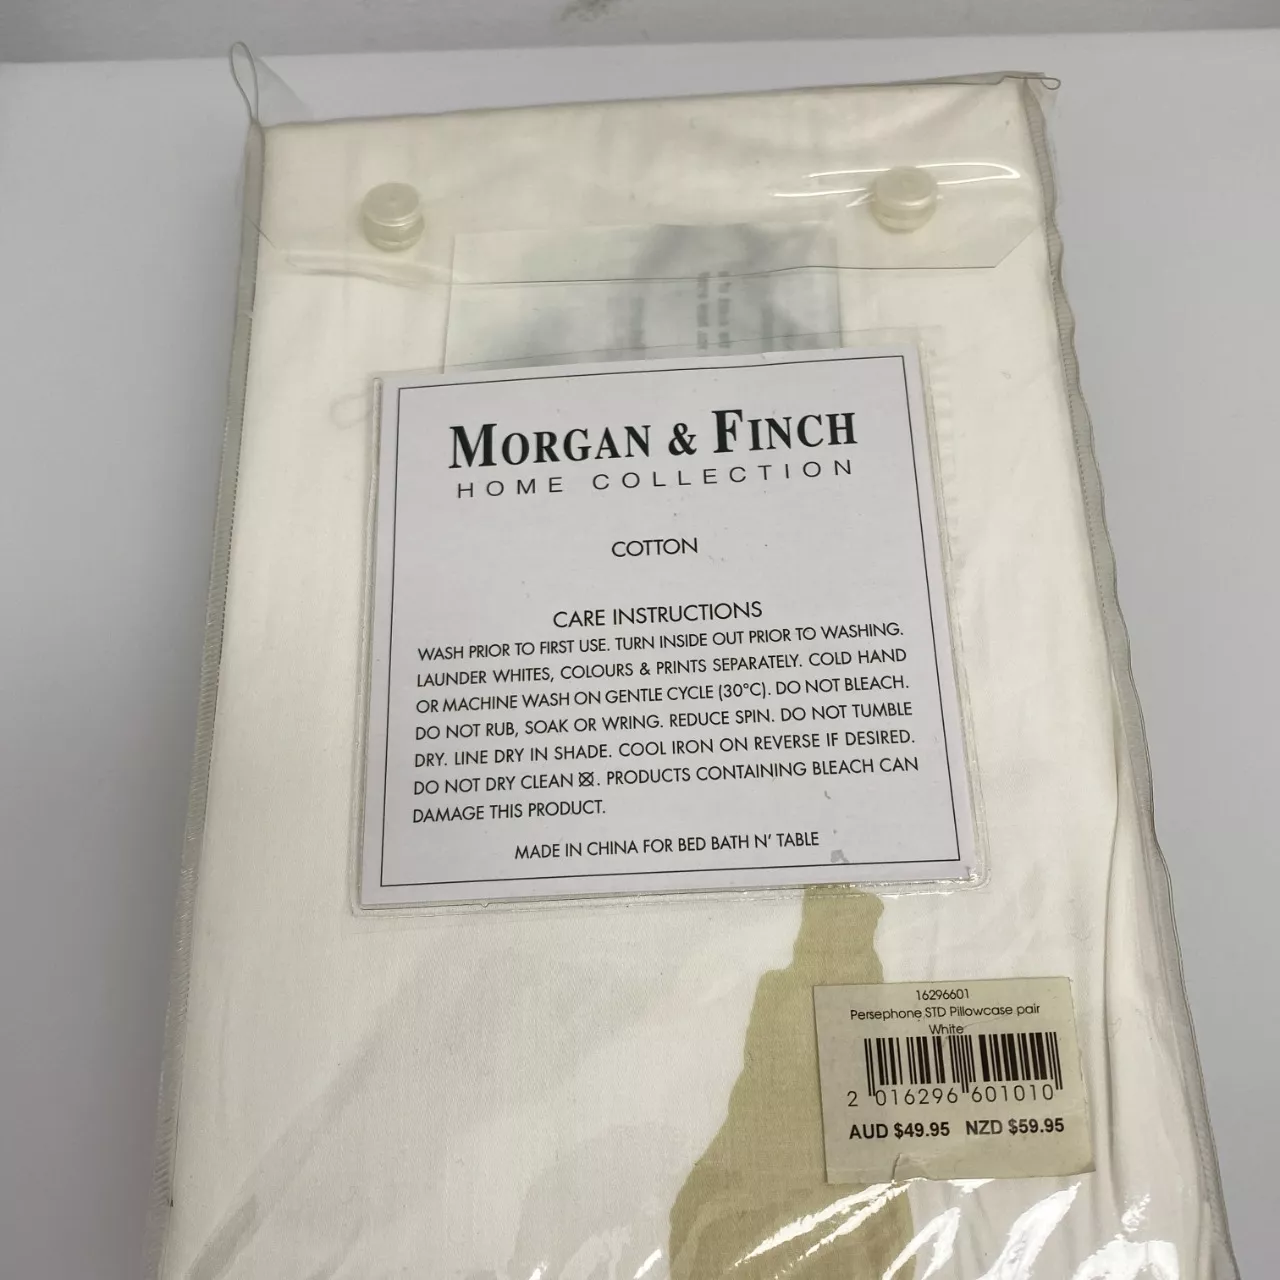 MORGAN & FINCH
HOME COLLECTION
COTTON
CARE INSTRUCTIONS
WASH PRIOR TO FIRST USE. TURN INSIDE OUT PRIOR TO WASHING.
LAUNDER WHITES, COLOURS & PRINTS SEPARATELY. COLD HAND
OR MACHINE WASH ON GENTLE CYCLE (30°C). DO NOT BLEACH.
DO NOT RUB, SOAK OR WRING. REDUCE SPIN. DO NOT TUMBLE
DRY. LINE DRY IN SHADE. COOL IRON ON REVERSE IF DESIRED.
DO NOT DRY CLEAN. PRODUCTS CONTAINING BLEACH CAN
DAMAGE THIS PRODUCT.
MADE IN CHINA FOR BED BATH N' TABLE
16296601
Persephone STD Pillowcase pair
White
2 016296 601010
AUD $49.95 NZD $59.95